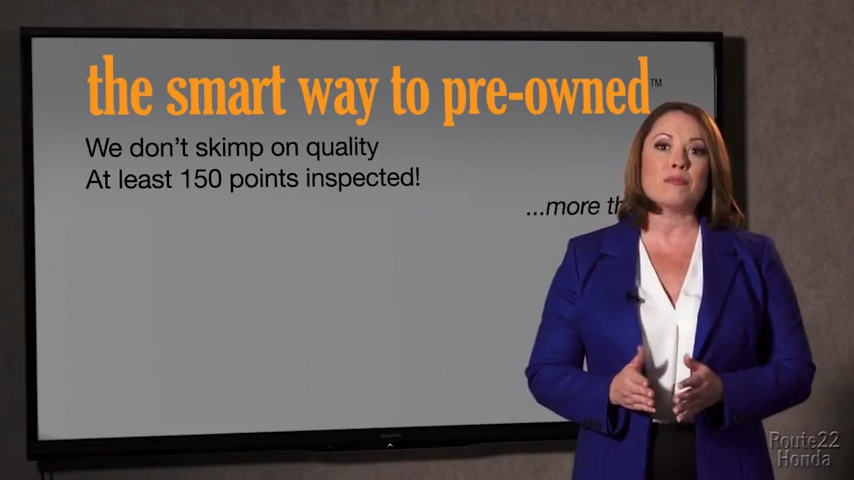 the smart way to pre-owned™
We don't skimp on quality
At least 150 points inspected!
...more
Route22
Honda